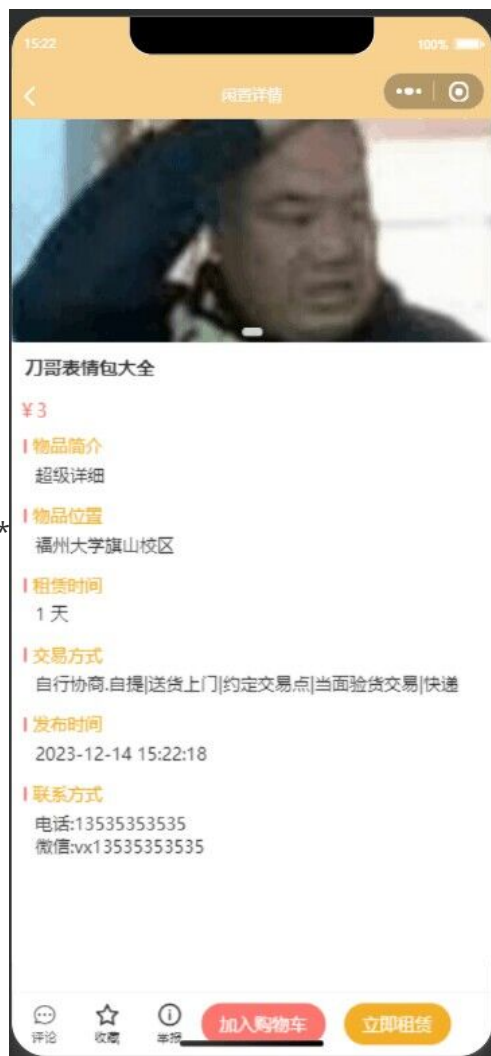 15:22
100%
闲置详情
刀哥表情包大全
¥3
物品简介
超级详细
物品位置
*
福州大学旗山校区
租赁时间
1 天
交易方式
自行协商.自提|送货上门|约定交易点|当面验货交易|快递
发布时间
2023-12-14 15:22:18
联系方式
电话:13535353535
微信:vx13535353535
评论
收藏
举报
加入购物车
立即租赁